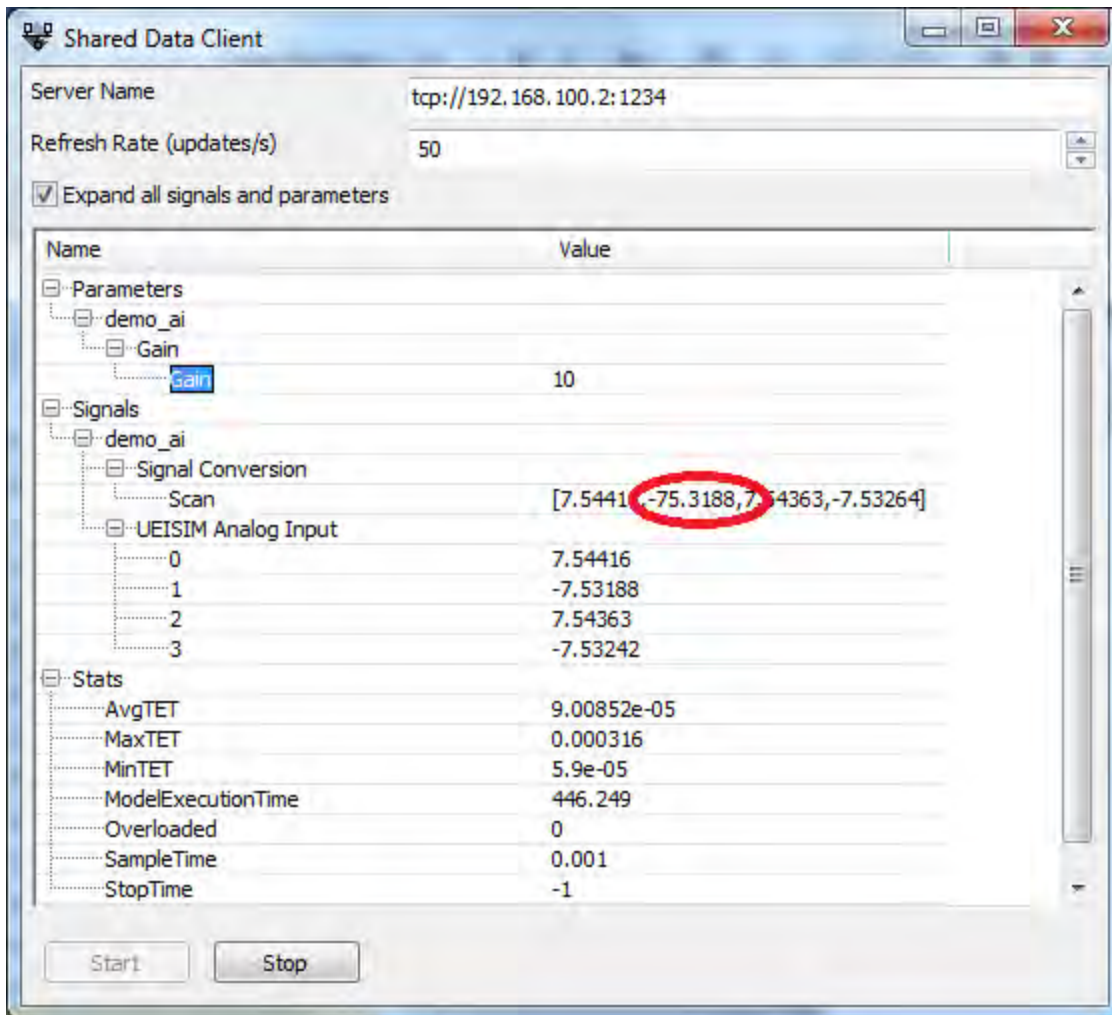 Shared Data Client
Server Name tcp://192.168.100.2:1234
Refresh Rate (updates/s) 50
Expand all signals and parameters
Name Value
Parameters
demo_ai
Gain
Gain 10
Signals
demo_ai
Signal Conversion
Scan [7.5441 ,-75.3188,7. 4363,-7.53264]
UEISIM Analog Input
0 7.54416
1 -7.53188
2 7.54363
3 -7.53242
Stats
AvgTET 9.00852e-05
MaxTET 0.000316
MinTET 5.9e-05
ModelExecutionTime 446.249
Overloaded 0
SampleTime 0.001
StopTime -1
Start Stop